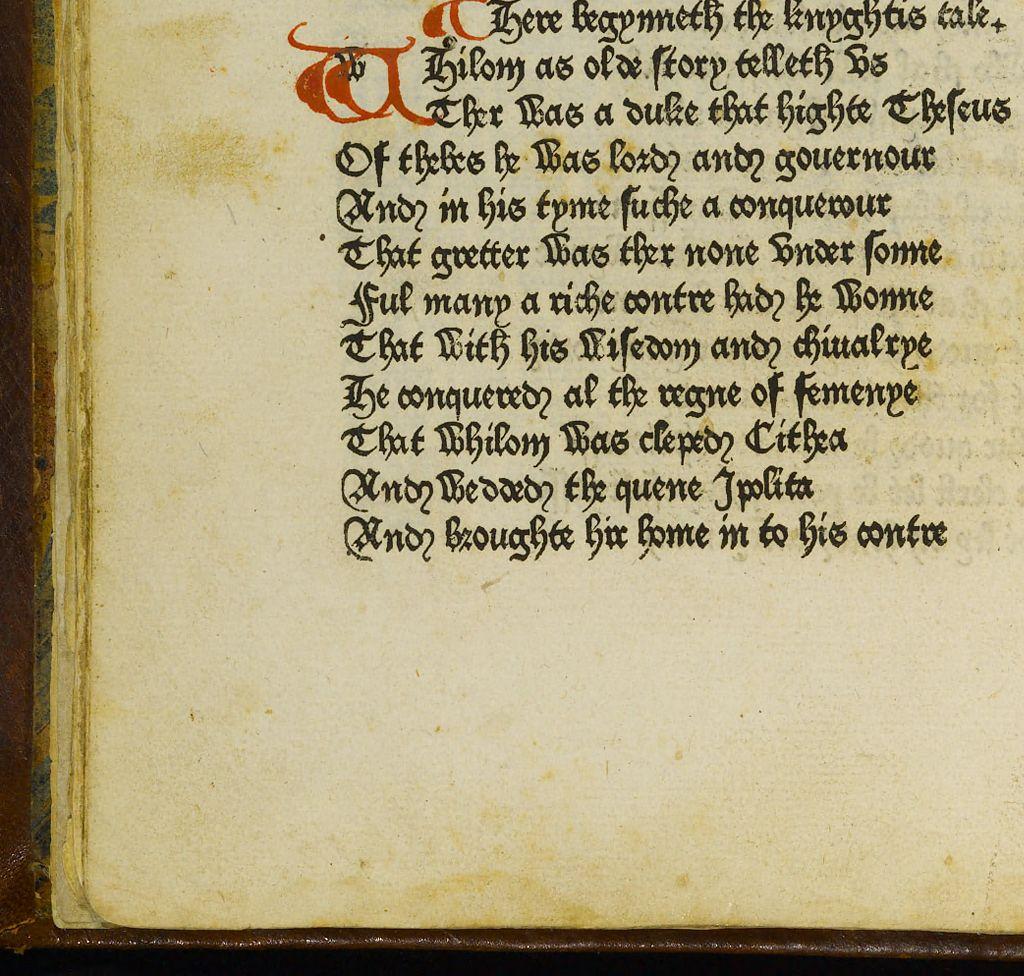 Here begynneth the knyghtis tale.
WHilom as olde story telleth vs
Ther was a duke that highte Theseus
Of thebes he was lord and gouernour
And in his tyme suche a conquerour
That gretter was ther none vnder sonne
Ful many a riche contre had he wonne
That with his wisedom and chiualrye
He conquered al the regne of femenye
That whilom was cleped Cithea
And wedded the quene Ipolita
And broughte hir home in to his contre